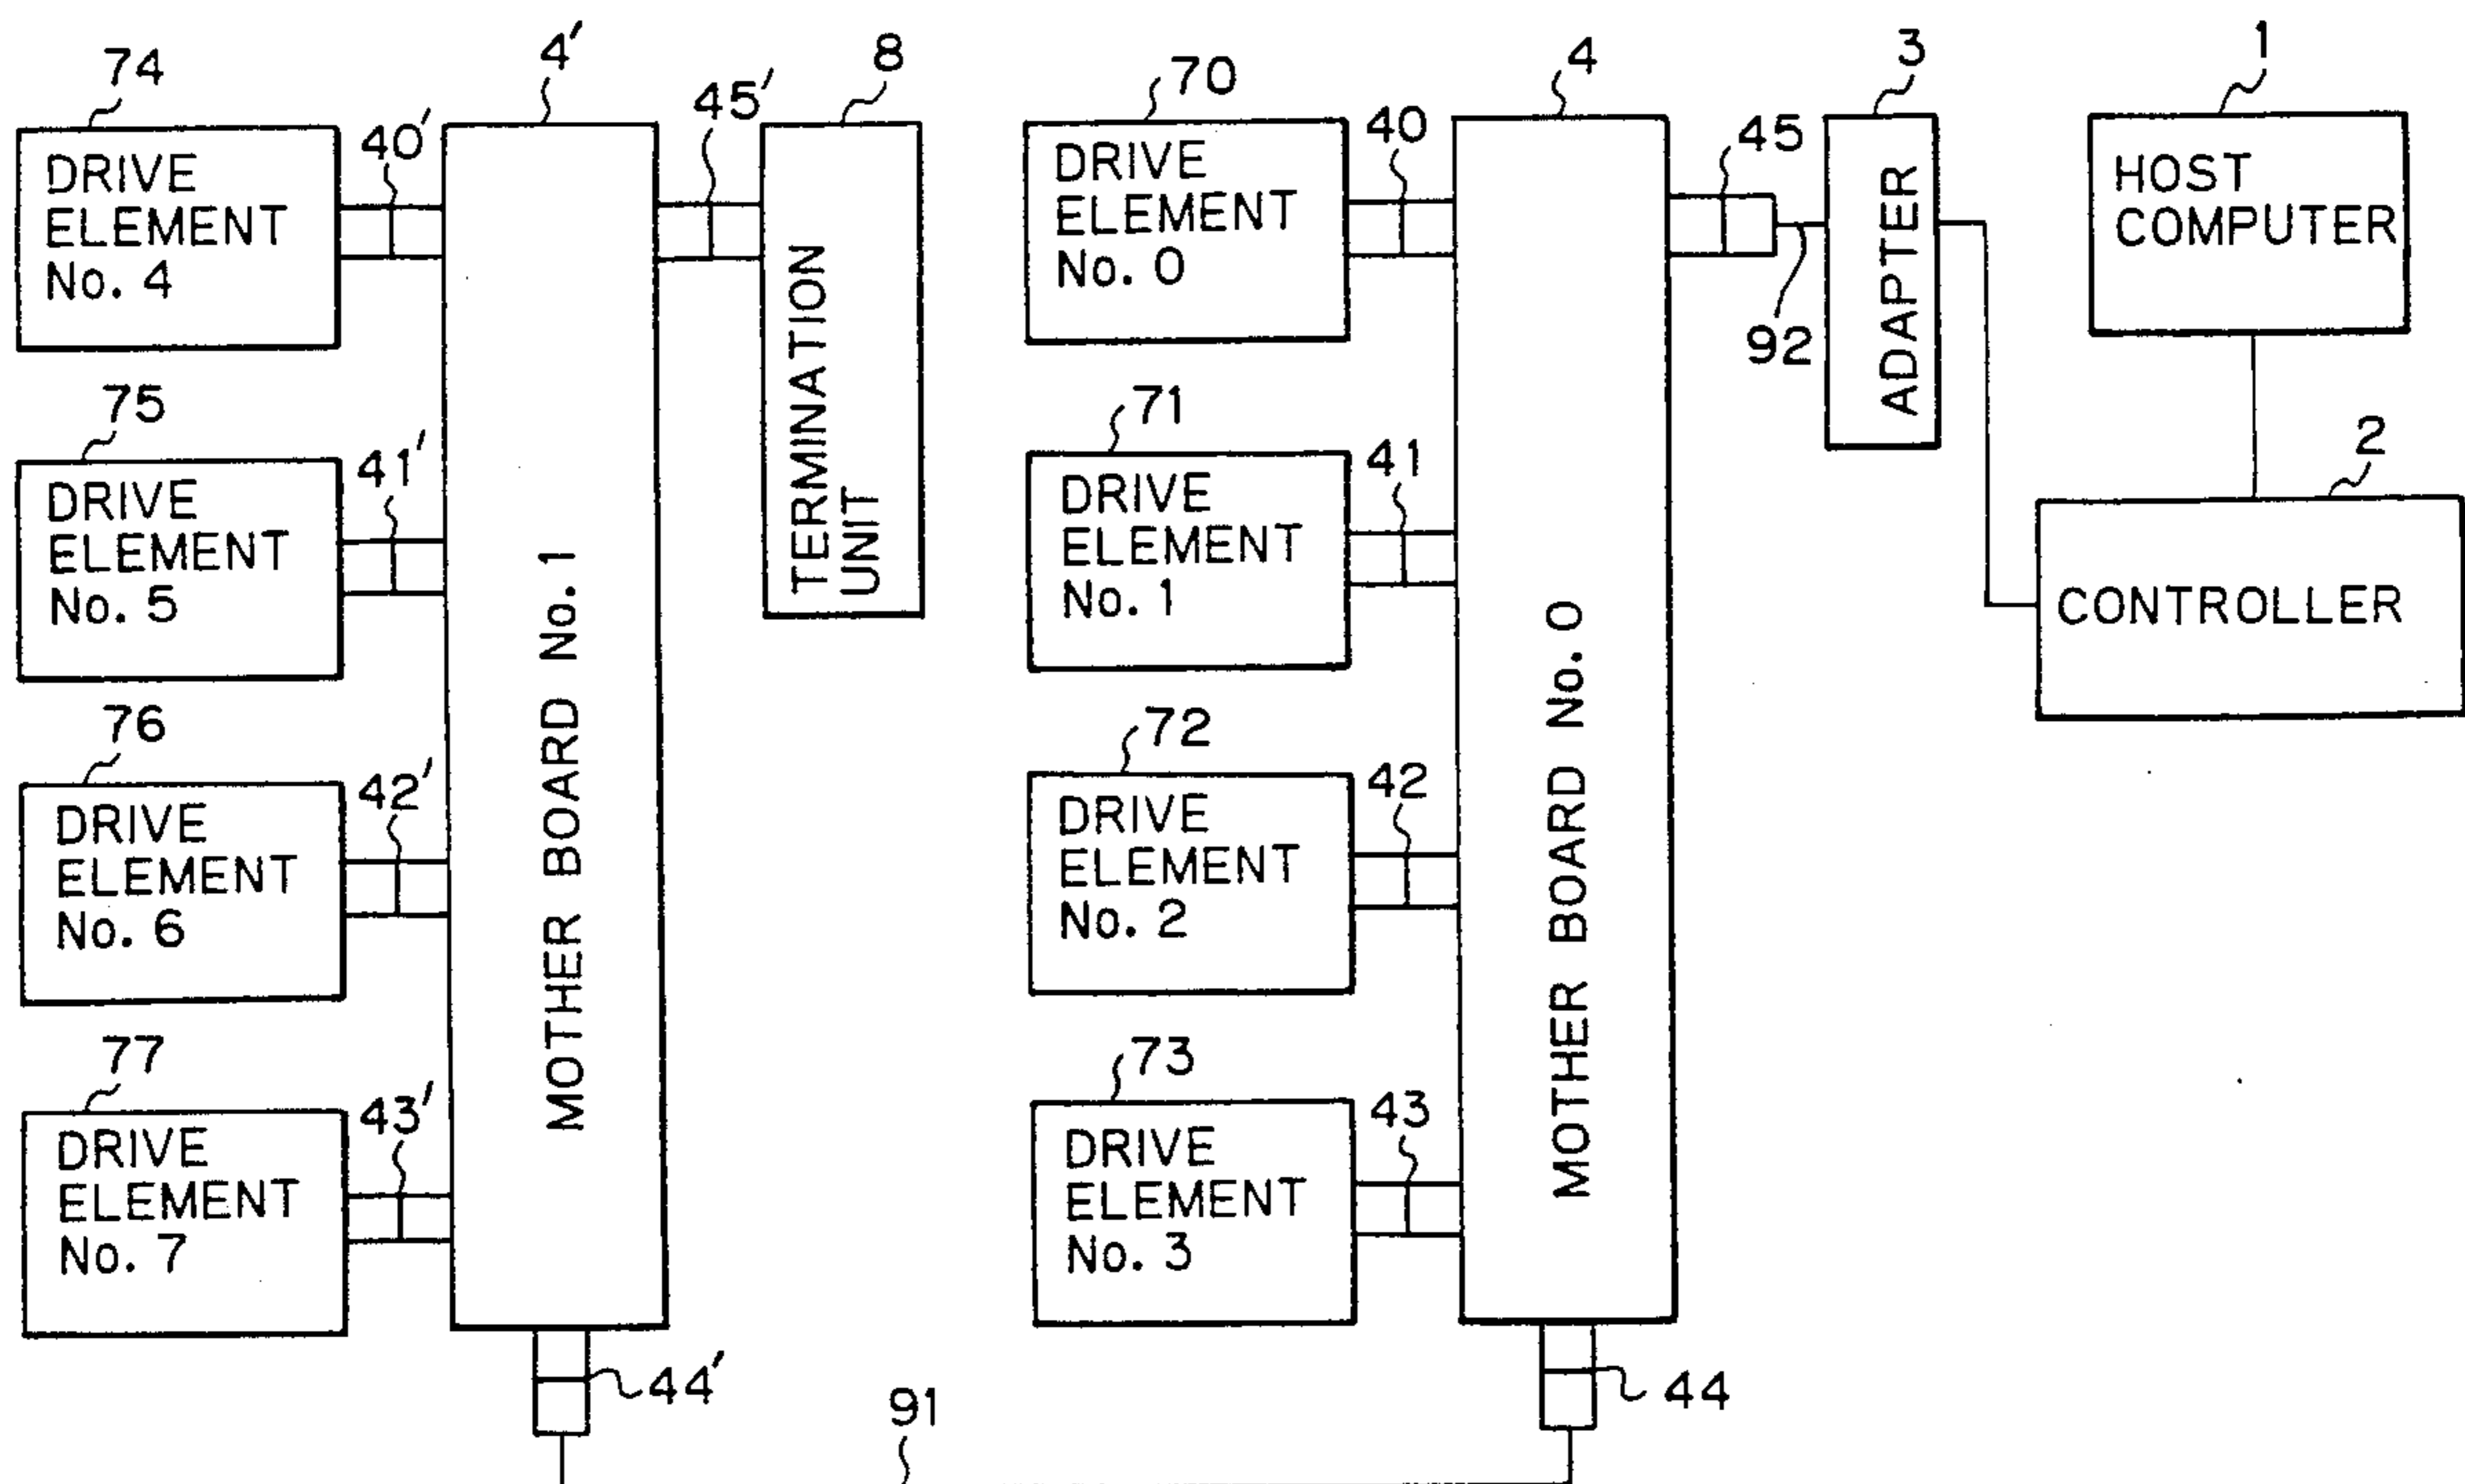 74
4'
45'
8
70
40
4
45
3
1
40'
DRIVE
ELEMENT
No. 4
TERMINATION
UNIT
DRIVE
ELEMENT
No. 0
92
ADAPTER
HOST
COMPUTER
75
41'
DRIVE
ELEMENT
No. 5
MOTHER BOARD No. 1
71
41
DRIVE
ELEMENT
No. 1
MOTHER BOARD No. 0
2
CONTROLLER
76
42'
DRIVE
ELEMENT
No. 6
72
42
DRIVE
ELEMENT
No. 2
77
43'
DRIVE
ELEMENT
No. 7
73
43
DRIVE
ELEMENT
No. 3
44'
91
44